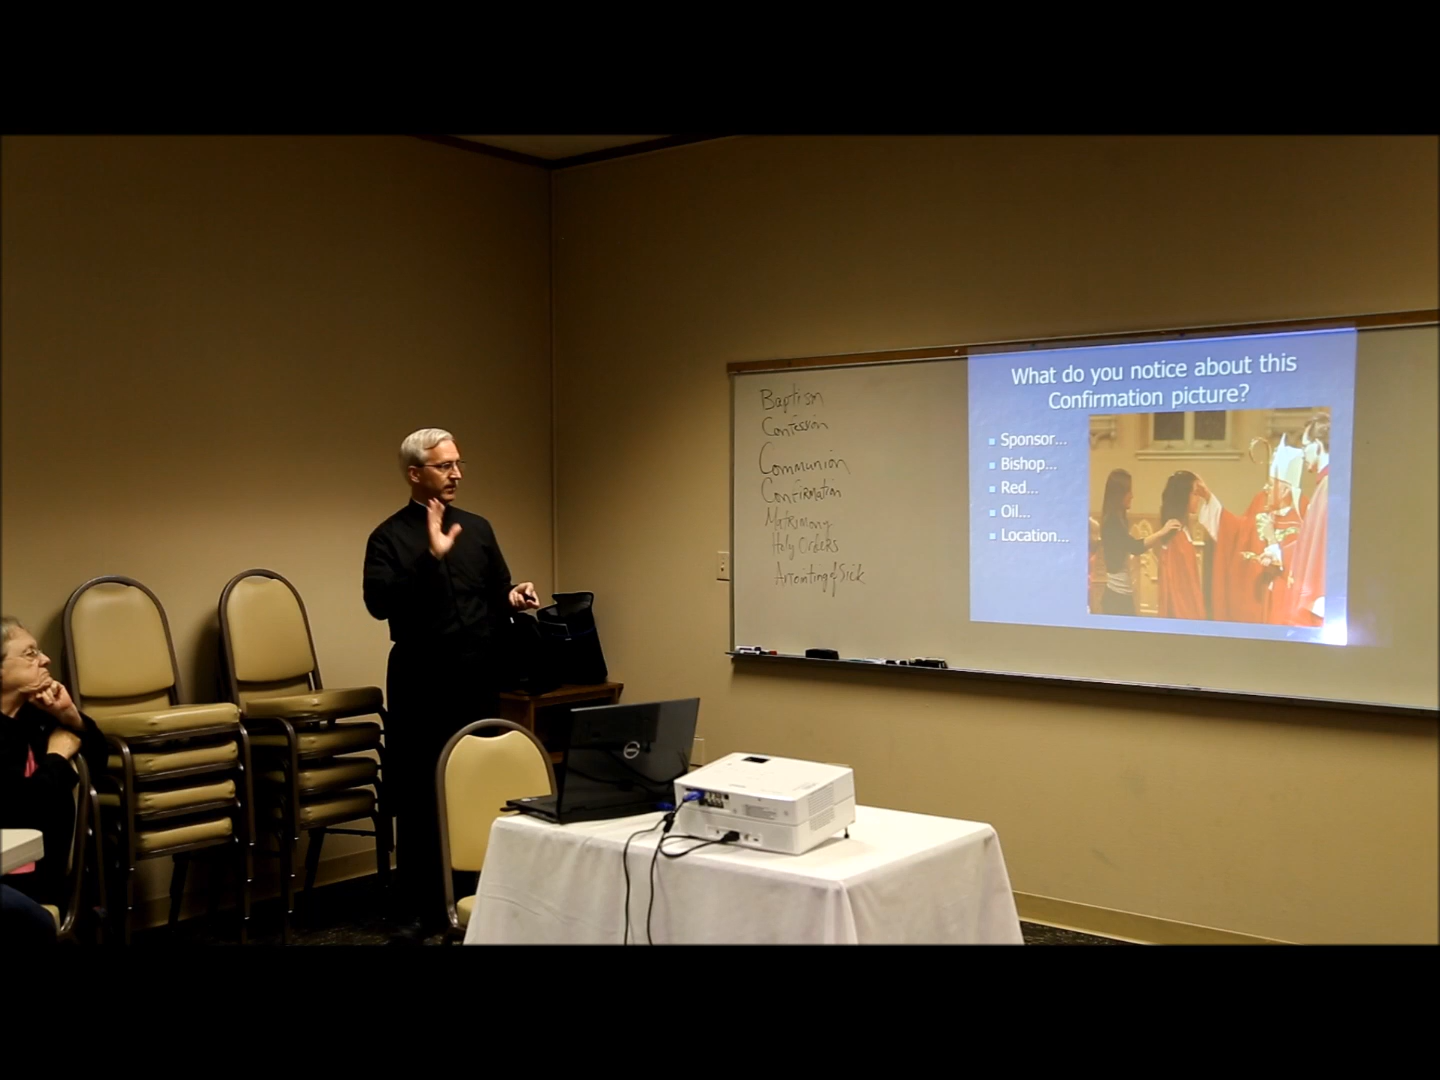 Baptism
Confession
Communion
Confirmation
Matrimony
Holy Orders
Anointing of Sick
What do you notice about this
Confirmation picture?
Sponsor...
Bishop...
Red...
Oil...
Location...
DELL